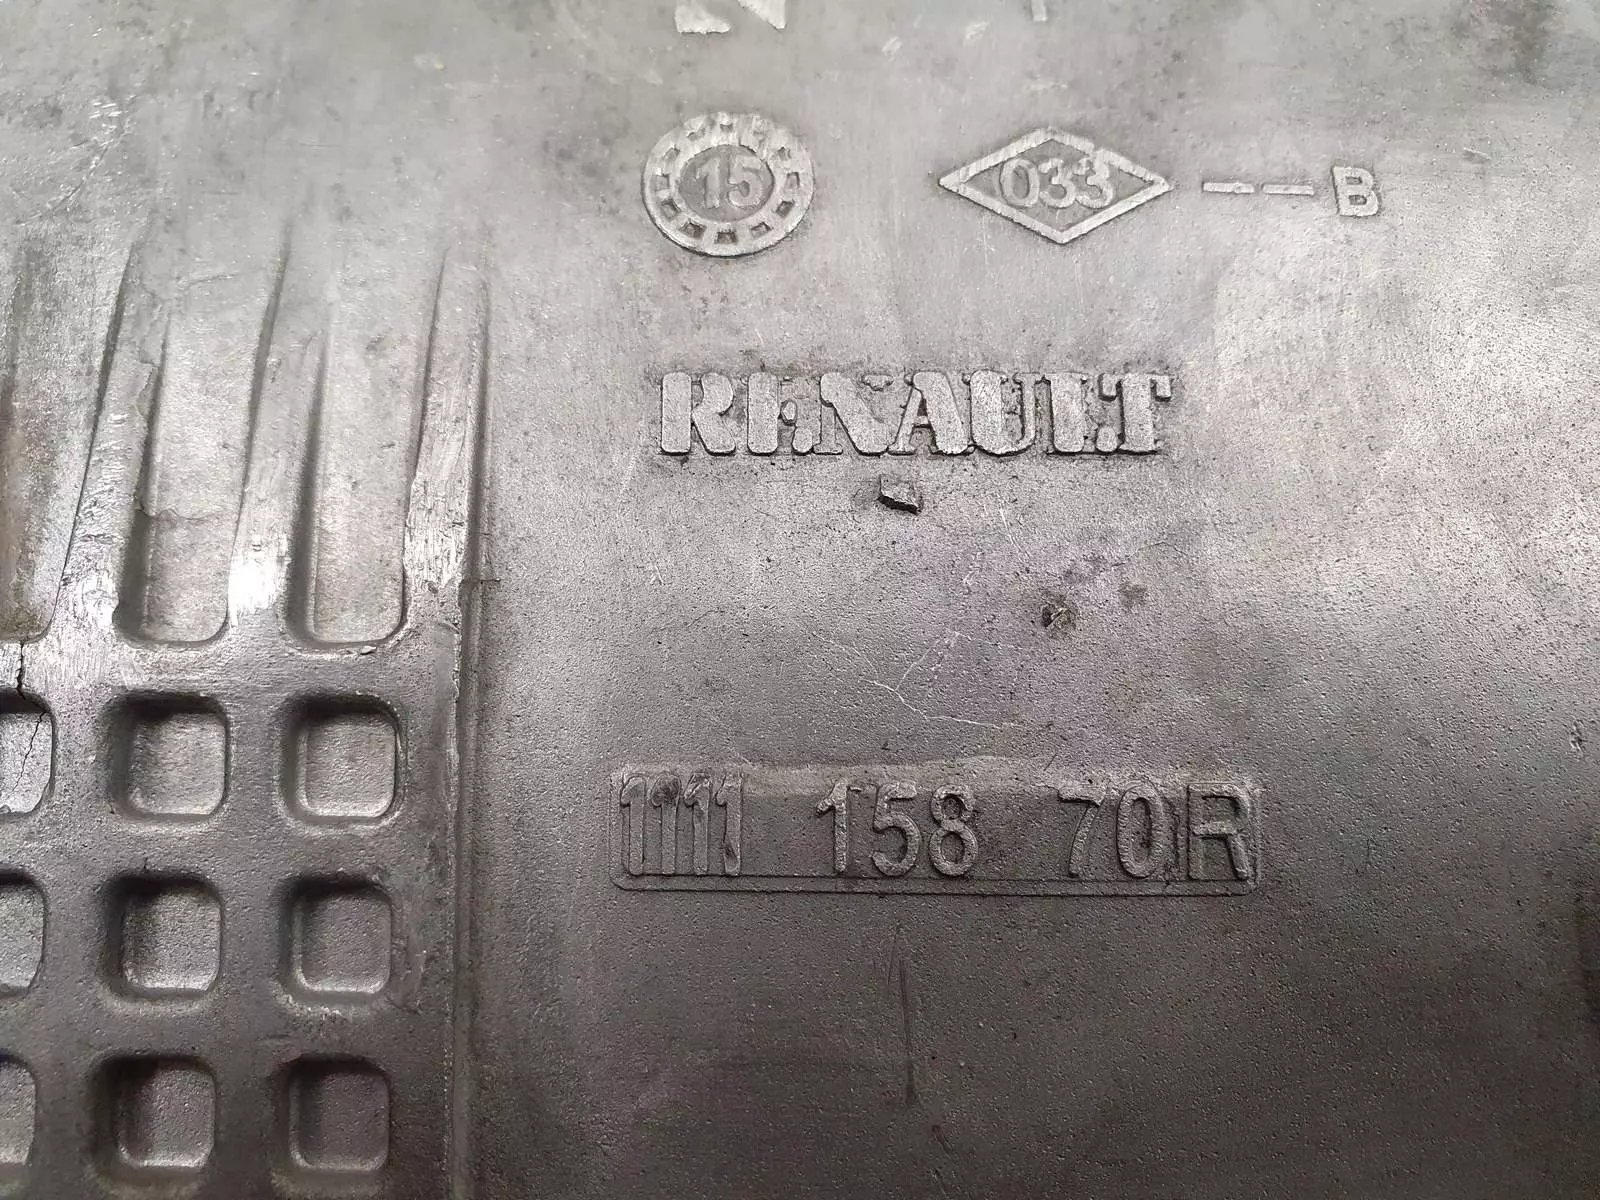 15
033 -- B
RENAULT
1111 158 70R